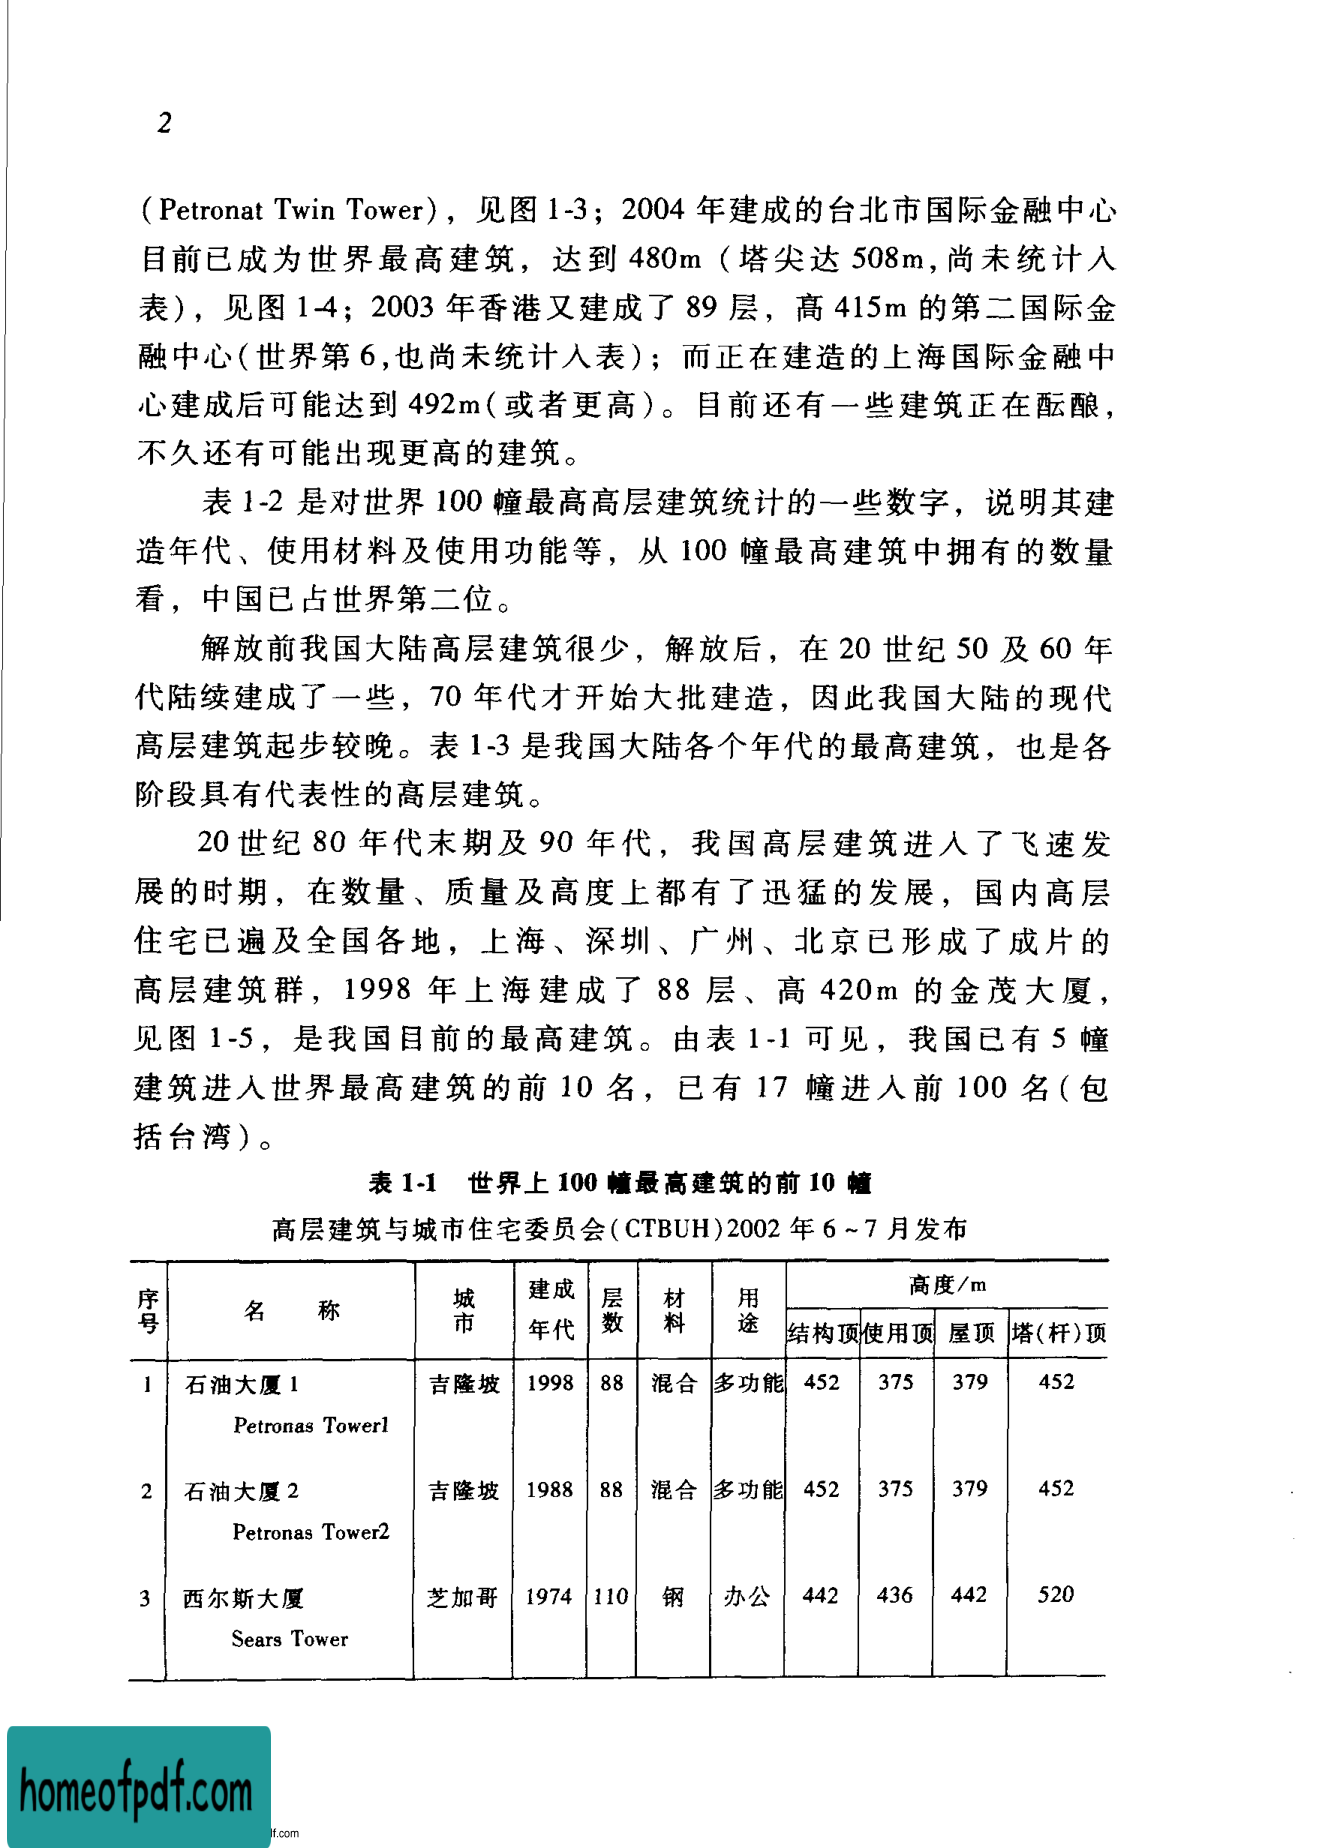 2
(Petronat Twin Tower)，见图 1-3；2004 年建成的台北市国际金融中心
目前已成为世界最高建筑，达到 480m（塔尖达 508m,尚未统计入
表)，见图 1-4；2003 年香港又建成了 89 层，高 415m 的第二国际金
融中心(世界第 6,也尚未统计入表)；而正在建造的上海国际金融中
心建成后可能达到 492m(或者更高)。目前还有一些建筑正在酝酿，
不久还有可能出现更高的建筑。
表 1-2 是对世界 100 幢最高高层建筑统计的一些数字，说明其建
造年代、使用材料及使用功能等，从 100 幢最高建筑中拥有的数量
看，中国已占世界第二位。
解放前我国大陆高层建筑很少，解放后，在 20 世纪 50 及 60 年
代陆续建成了一些，70 年代才开始大批建造，因此我国大陆的现代
高层建筑起步较晚。表 1-3 是我国大陆各个年代的最高建筑，也是各
阶段具有代表性的高层建筑。
20 世纪 80 年代末期及 90 年代，我国高层建筑进入了飞速发
展的时期，在数量、质量及高度上都有了迅猛的发展，国内高层
住宅已遍及全国各地，上海、深圳、广州、北京已形成了成片的
高层建筑群，1998 年上海建成了 88 层、高 420m 的金茂大厦，
见图 1-5，是我国目前的最高建筑。由表 1-1 可见，我国已有 5 幢
建筑进入世界最高建筑的前 10 名，已有 17 幢进入前 100 名(包
括台湾)。
表 1-1 世界上 100 幢最高建筑的前 10 幢
高层建筑与城市住宅委员会(CTBUH)2002 年 6 ~ 7 月发布
序号 名 称 城市 建成年代 层数 材料 用途 高度/m
结构顶 使用顶 屋顶 塔(杆)顶
1 石油大厦 1 吉隆坡 1998 88 混合 多功能 452 375 379 452
Petronas Tower1
2 石油大厦 2 吉隆坡 1988 88 混合 多功能 452 375 379 452
Petronas Tower2
3 西尔斯大厦 芝加哥 1974 110 钢 办公 442 436 442 520
Sears Tower
homeofpdf.com
lf.com